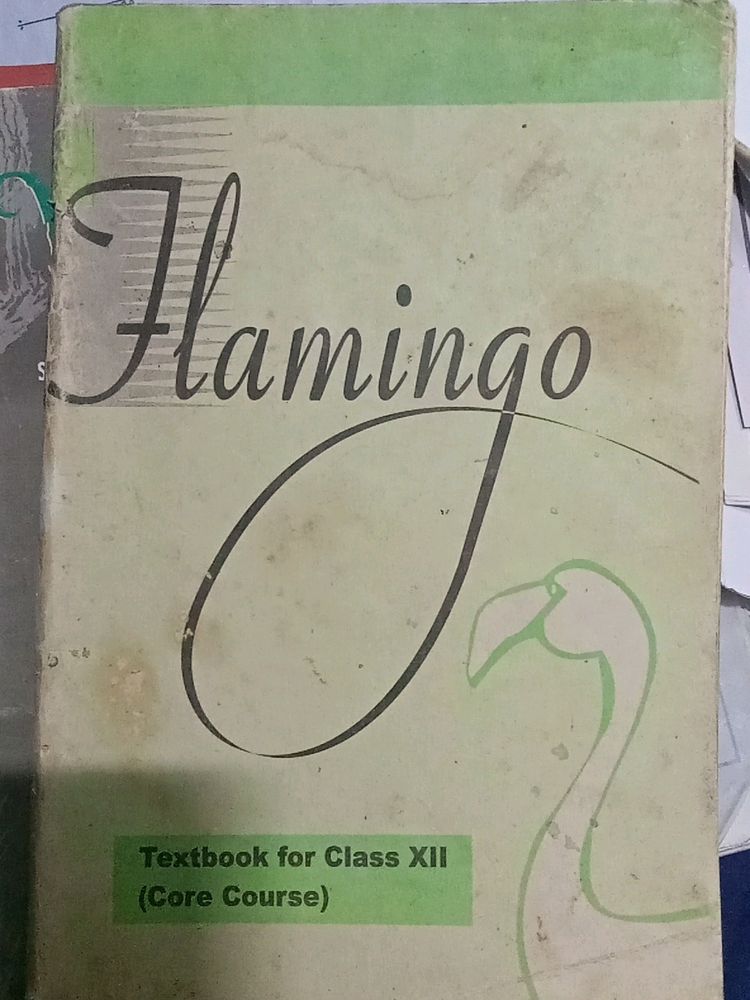 Flamingo
Textbook for Class XII
(Core Course)
S